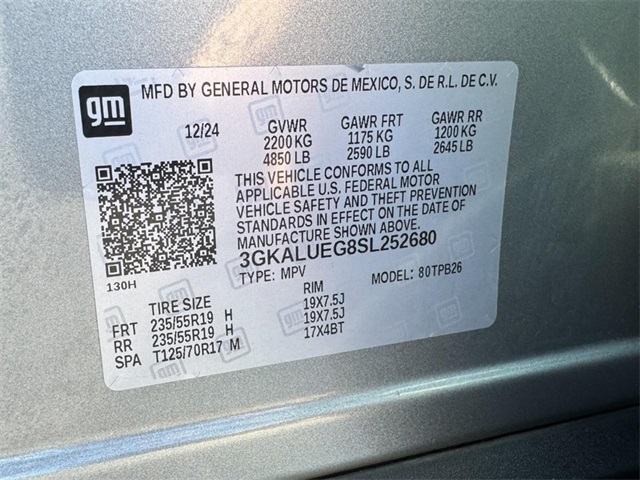 gm
MFD BY GENERAL MOTORS DE MEXICO, S. DE R.L. DE C.V.
12/24 GVWR GAWR FRT GAWR RR
2200 KG 1175 KG 1200 KG
4850 LB 2590 LB 2645 LB
THIS VEHICLE CONFORMS TO ALL
APPLICABLE U.S. FEDERAL MOTOR
VEHICLE SAFETY AND THEFT PREVENTION
STANDARDS IN EFFECT ON THE DATE OF
MANUFACTURE SHOWN ABOVE.
3GKALUEG8SL252680
130H
TYPE: MPV MODEL: 80TPB26
TIRE SIZE RIM
FRT 235/55R19 H 19X7.5J
RR 235/55R19 H 19X7.5J
SPA T125/70R17 M 17X4BT